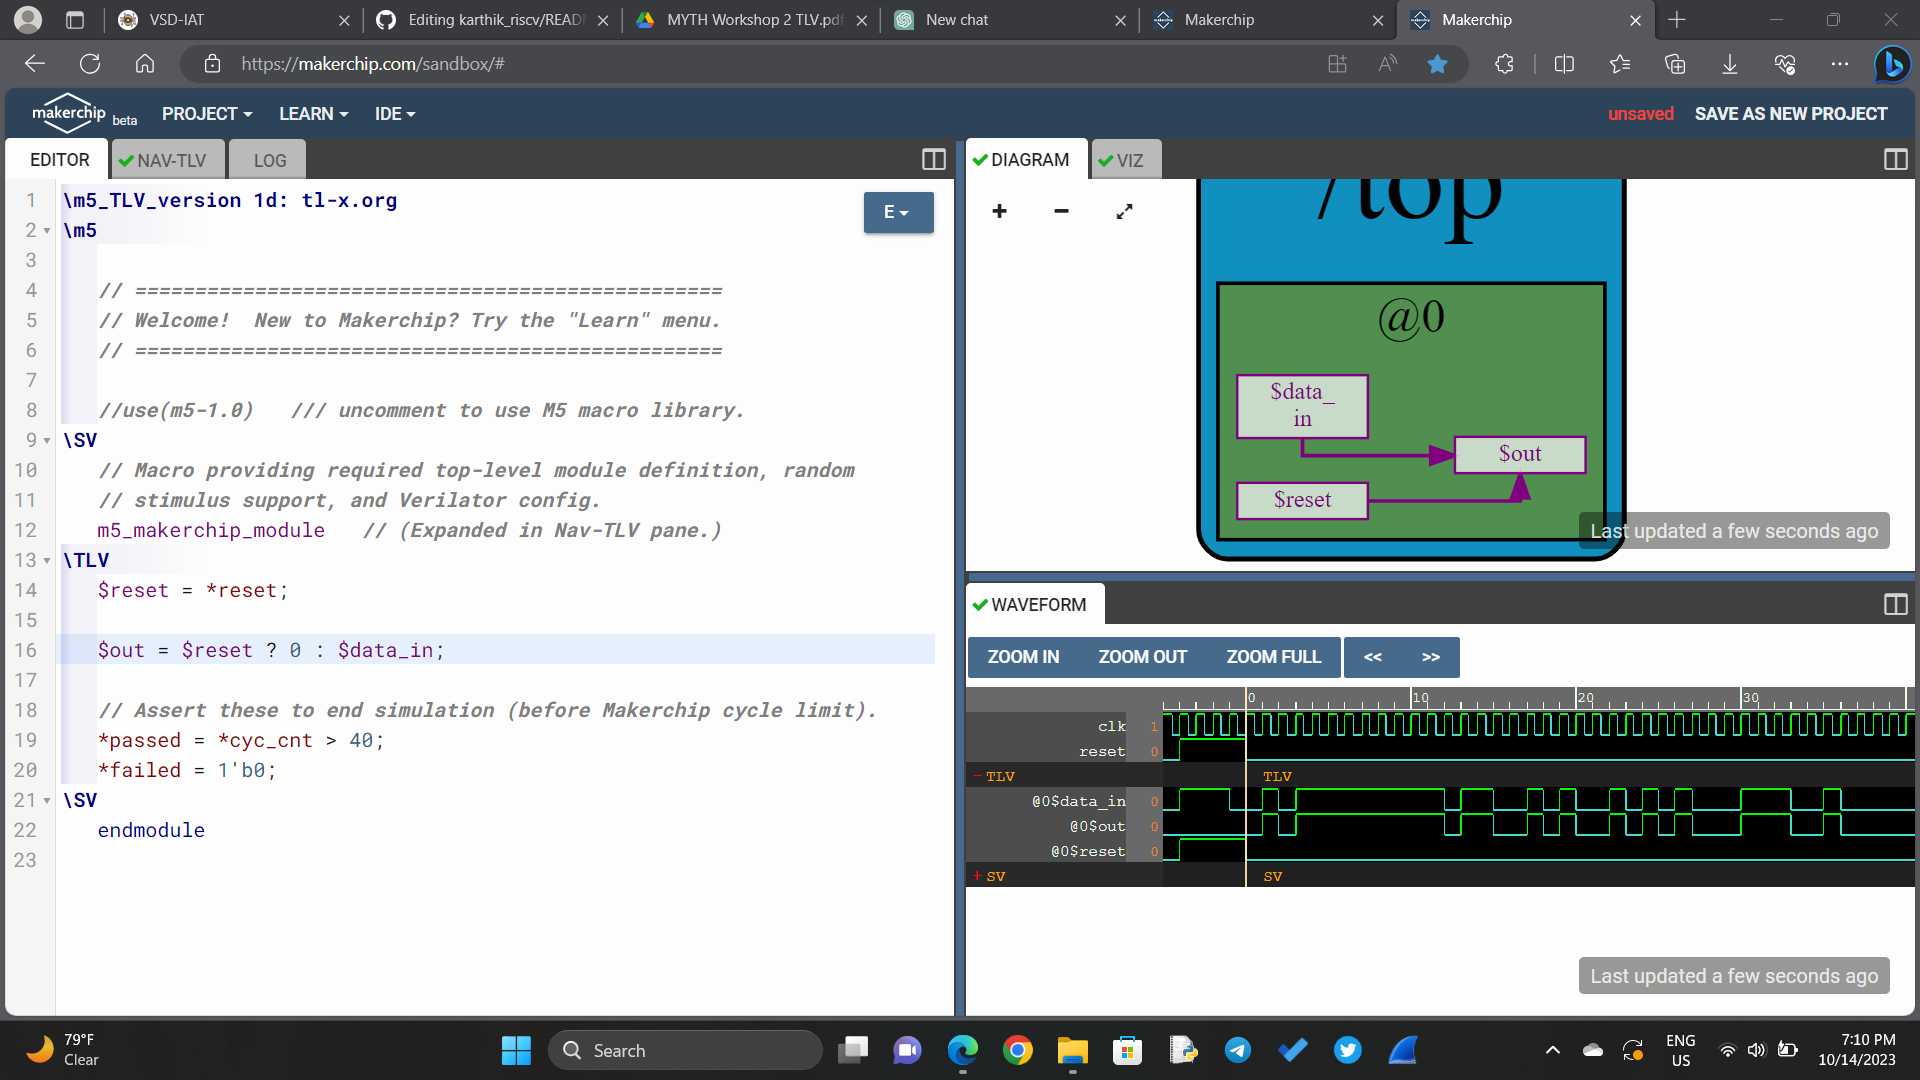 VSD-IAT
Editing karthik_riscv/READ
MYTH Workshop 2 TLV.pdf
New chat
Makerchip
Makerchip
https://makerchip.com/sandbox/#
makerchip beta
PROJECT
LEARN
IDE
unsaved
SAVE AS NEW PROJECT
EDITOR
NAV-TLV
LOG
E
1 \m5_TLV_version 1d: tl-x.org
2 \m5
3
4 // =================================================
5 // Welcome!  New to Makerchip? Try the "Learn" menu.
6 // =================================================
7
8 //use(m5-1.0)   /// uncomment to use M5 macro library.
9 \SV
10 // Macro providing required top-level module definition, random
11 // stimulus support, and Verilator config.
12 m5_makerchip_module   // (Expanded in Nav-TLV pane.)
13 \TLV
14 $reset = *reset;
15
16 $out = $reset ? 0 : $data_in;
17
18 // Assert these to end simulation (before Makerchip cycle limit).
19 *passed = *cyc_cnt > 40;
20 *failed = 1'b0;
21 \SV
22 endmodule
23
DIAGRAM
VIZ
+
−
/top
@0
$data_
in
$out
$reset
Last updated a few seconds ago
WAVEFORM
ZOOM IN
ZOOM OUT
ZOOM FULL
<<
>>
0 10 20 30
clk 1
reset 0
- TLV TLV
@0$data_in 0
@0$out 0
@0$reset 0
+ SV SV
Last updated a few seconds ago
79°F
Clear
Search
ENG
US
7:10 PM
10/14/2023